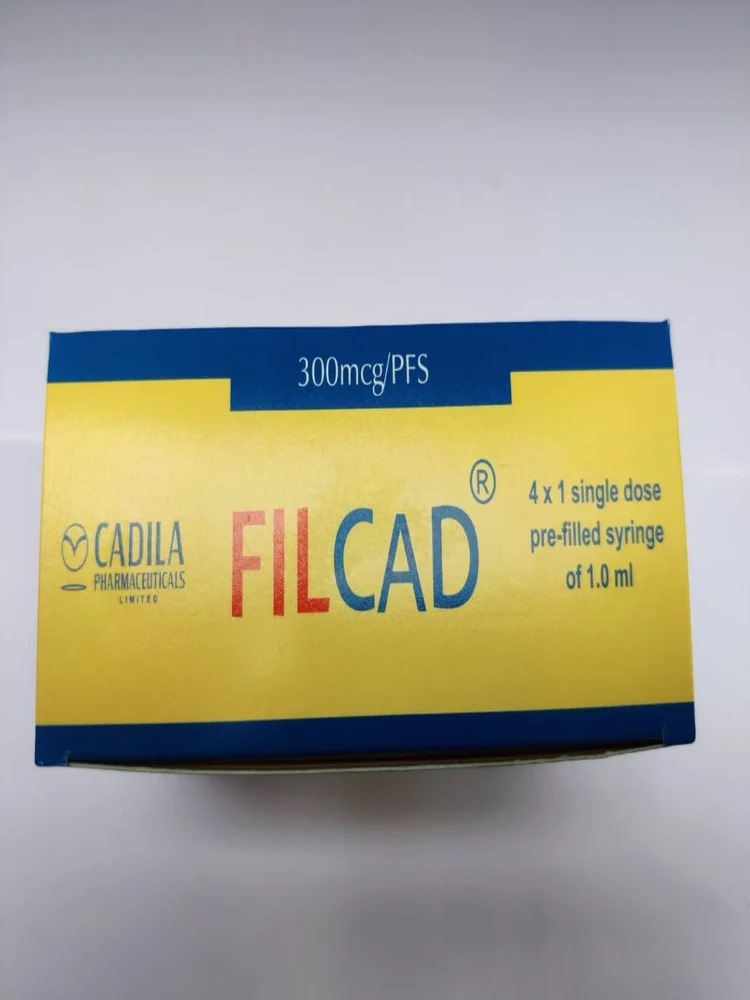 300mcg/PFS
CADILA
PHARMACEUTICALS
LIMITED
FILCAD®
4 x 1 single dose
pre-filled syringe
of 1.0 ml